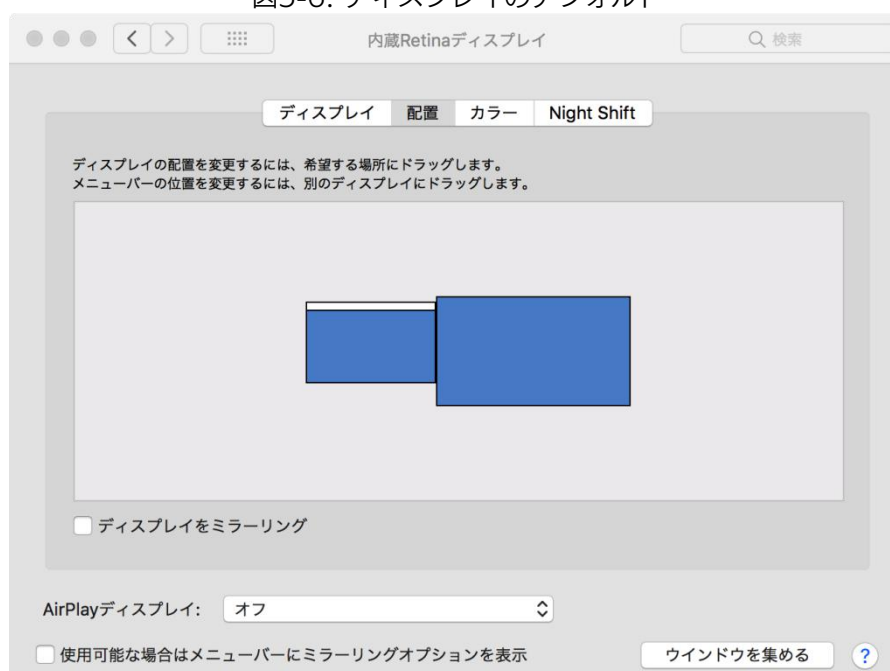 内蔵Retinaディスプレイ
検索
ディスプレイ 配置 カラー Night Shift
ディスプレイの配置を変更するには、希望する場所にドラッグします。
メニューバーの位置を変更するには、別のディスプレイにドラッグします。
ディスプレイをミラーリング
AirPlayディスプレイ: オフ
使用可能な場合はメニューバーにミラーリングオプションを表示
ウインドウを集める ?